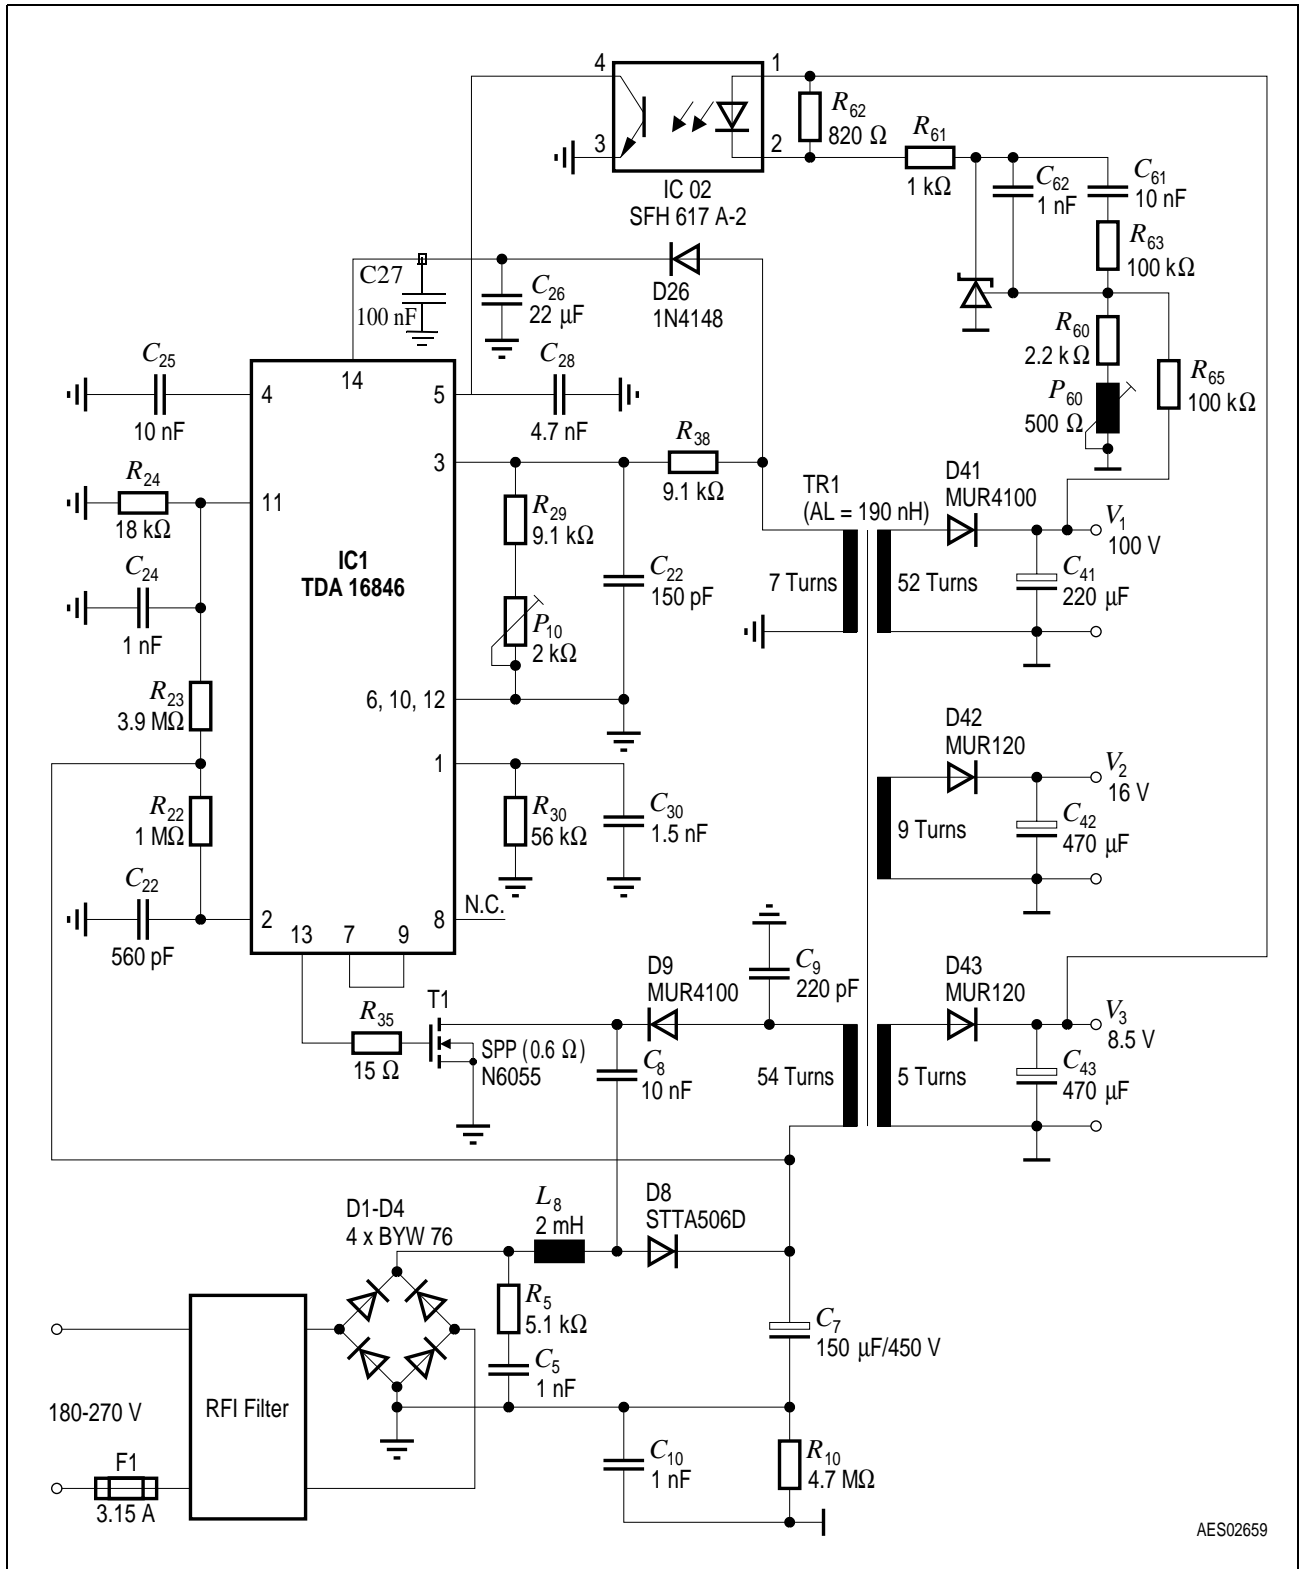 4
1
3
2
R62
820 Ω
R61
1 kΩ
C62
1 nF
C61
10 nF
IC 02
SFH 617 A-2
R63
100 kΩ
C27
100 nF
C26
22 μF
D26
1N4148
R60
2.2 kΩ
P60
500 Ω
R65
100 kΩ
C25
10 nF
4
14
5
C28
4.7 nF
R24
18 kΩ
11
3
R38
9.1 kΩ
TR1
(AL = 190 nH)
D41
MUR4100
V1
100 V
R29
9.1 kΩ
IC1
TDA 16846
C24
1 nF
C22
150 pF
7 Turns
52 Turns
C41
220 μF
P10
2 kΩ
R23
3.9 MΩ
6, 10, 12
D42
MUR120
V2
16 V
1
R22
1 MΩ
R30
56 kΩ
C30
1.5 nF
9 Turns
C42
470 μF
C22
560 pF
2
13
7
9
8
N.C.
D9
MUR4100
C9
220 pF
D43
MUR120
V3
8.5 V
T1
R35
15 Ω
SPP (0.6 Ω)
N6055
C8
10 nF
54 Turns
5 Turns
C43
470 μF
D1-D4
4 x BYW 76
L8
2 mH
D8
STTA506D
R5
5.1 kΩ
C5
1 nF
C7
150 μF/450 V
180-270 V
RFI Filter
F1
3.15 A
C10
1 nF
R10
4.7 MΩ
AES02659